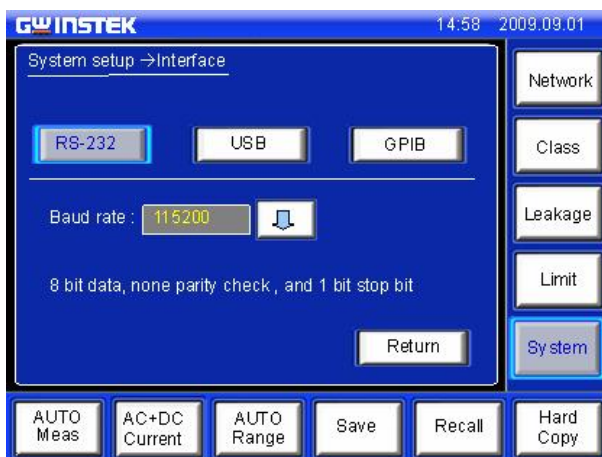 GWINSTEK 14:58 2009.09.01
System setup →Interface
RS-232 USB GPIB
Baud rate : 115200
8 bit data, none parity check , and 1 bit stop bit
Return
Network
Class
Leakage
Limit
System
AUTO Meas
AC+DC Current
AUTO Range
Save
Recall
Hard Copy